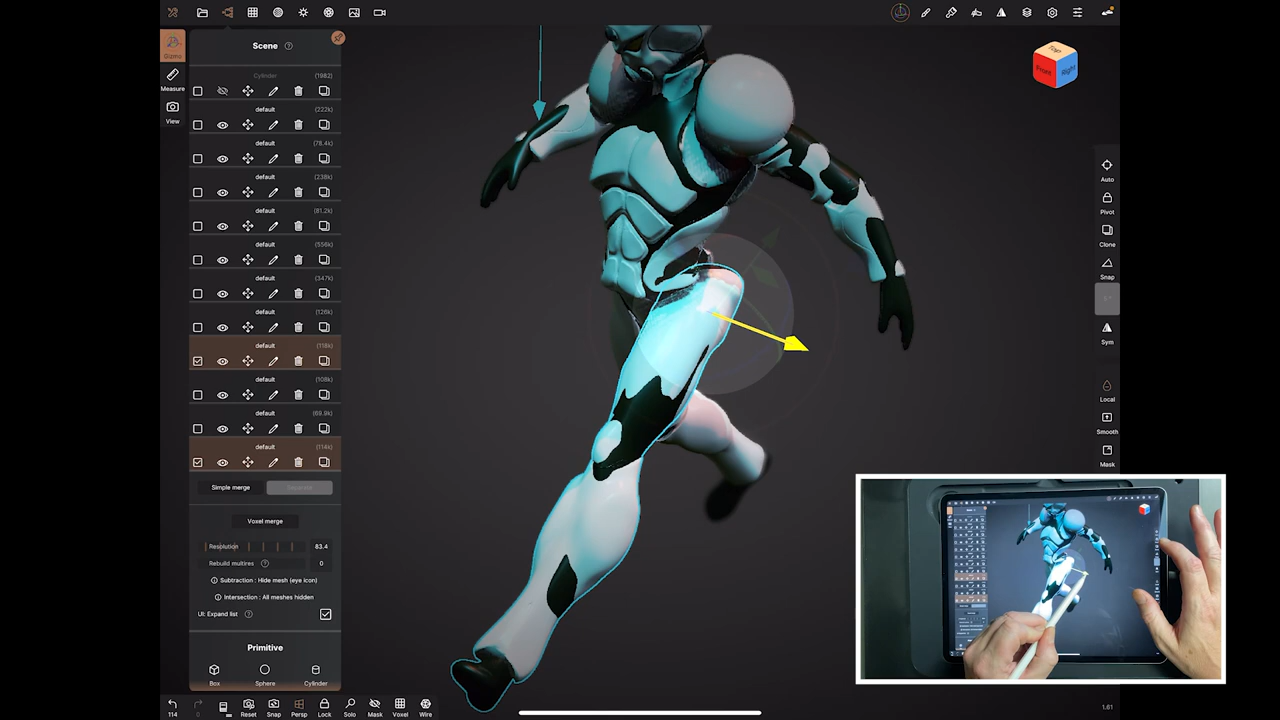 Scene
Gizmo
Measure
View
Cylinder (1982)
default (222k)
default (78.4k)
default (238k)
default (81.2k)
default (556k)
default (347k)
default (126k)
default (118k)
default (108k)
default (69.9k)
default (114k)
Simple merge Separate
Voxel merge
Resolution 83.4
Rebuild multires 0
Subtraction : Hide mesh (eye icon)
Intersection : All meshes hidden
UI: Expand list
Primitive
Box Sphere Cylinder
114 0 Reset Snap Persp Lock Solo Mask Voxel Wire
Top
Front Right
Auto
Pivot
Clone
Snap
Sym
Local
Smooth
Mask
1.61